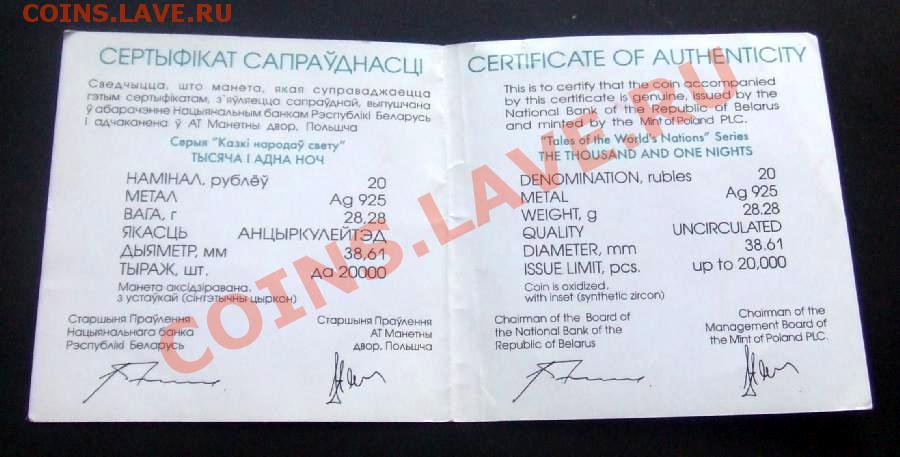 COINS.LAVE.RU
СЕРТЫФІКАТ САПРАЎДНАСЦІ
Сведчыцца, што манета, якая суправаджаецца
гэтым сертыфікатам, з'яўляецца сапраўднай, выпушчана
ў абарачэнне Нацыянальным банкам Рэспублікі Беларусь
і адчаканена ў АТ Манетны двор, Польшча
Серыя "Казкі народаў свету"
ТЫСЯЧА І АДНА НОЧ
НАМІНАЛ, рублёў 20
МЕТАЛ Ag 925
ВАГА, г 28,28
ЯКАСЦЬ АНЦЫРКУЛЕЙТЭД
ДЫЯМЕТР, мм 38,61
ТЫРАЖ, шт. да 20000
Манета аксідзіравана.
з устаўкай (сінтэтычны цыркон)
Старшыня Праўлення
Нацыянальнага банка
Рэспублікі Беларусь
Старшыня Праўлення
АТ Манетны
двор, Польшча
CERTIFICATE OF AUTHENTICITY
This is to certify that the coin accompanied
by this certificate is genuine, issued by the
National Bank of the Republic of Belarus
and minted by the Mint of Poland PLC.
"Tales of the World's Nations" Series
THE THOUSAND AND ONE NIGHTS
DENOMINATION, rubles 20
METAL Ag 925
WEIGHT, g 28.28
QUALITY UNCIRCULATED
DIAMETER, mm 38.61
ISSUE LIMIT, pcs. up to 20,000
Coin is oxidized.
with inset (synthetic zircon)
Chairman of the Board of
the National Bank of the
Republic of Belarus
Chairman of the
Management Board of
the Mint of Poland PLC.
COINS.LAVE.RU
COINS.LAVE.RU